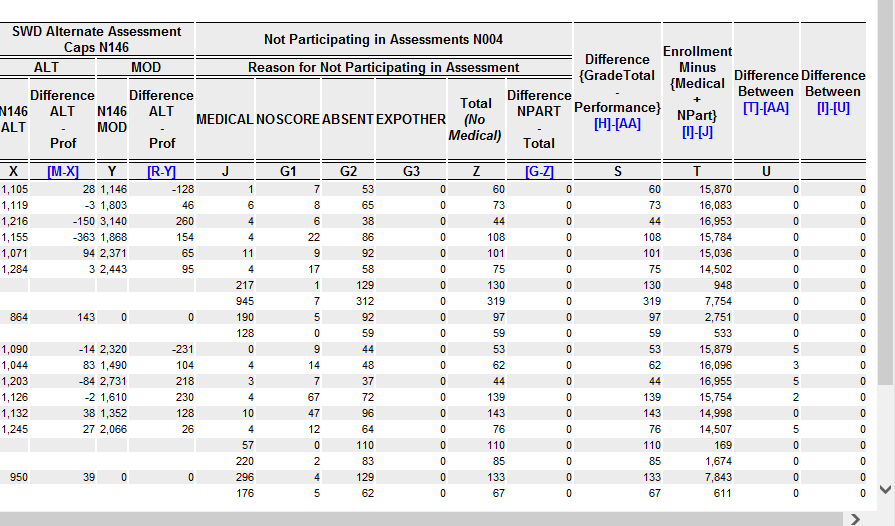 SWD Alternate Assessment Caps N146 Not Participating in Assessments N004 Difference {GradeTotal - Performance} [H]-[AA] Enrollment Minus {Medical + NPart} [I]-[J] Difference Between [T]-[AA] Difference Between [I]-[U]
ALT MOD Reason for Not Participating in Assessment
N146 ALT Difference ALT - Prof N146 MOD Difference ALT - Prof MEDICAL NOSCORE ABSENT EXPOTHER Total (No Medical) Difference NPART - Total
X [M-X] Y [R-Y] J G1 G2 G3 Z [G-Z] S T U
1,105 28 1,146 -128 1 7 53 0 60 0 60 15,870 0 0
1,119 -3 1,803 46 6 8 65 0 73 0 73 16,083 0 0
1,216 -150 3,140 260 4 6 38 0 44 0 44 16,953 0 0
1,155 -363 1,868 154 4 22 86 0 108 0 108 15,784 0 0
1,071 94 2,371 65 11 9 92 0 101 0 101 15,036 0 0
1,284 3 2,443 95 4 17 58 0 75 0 75 14,502 0 0
217 1 129 0 130 0 130 948 0 0
945 7 312 0 319 0 319 7,754 0 0
864 143 0 0 190 5 92 0 97 0 97 2,751 0 0
128 0 59 0 59 0 59 533 0 0
1,090 -14 2,320 -231 0 9 44 0 53 0 53 15,879 5 0
1,044 83 1,490 104 4 14 48 0 62 0 62 16,096 3 0
1,203 -84 2,731 218 3 7 37 0 44 0 44 16,955 5 0
1,126 -2 1,610 230 4 67 72 0 139 0 139 15,754 2 0
1,132 38 1,352 128 10 47 96 0 143 0 143 14,998 0 0
1,245 27 2,066 26 4 12 64 0 76 0 76 14,507 5 0
57 0 110 0 110 0 110 169 0 0
220 2 83 0 85 0 85 1,674 0 0
950 39 0 0 296 4 129 0 133 0 133 7,843 0 0
176 5 62 0 67 0 67 611 0 0